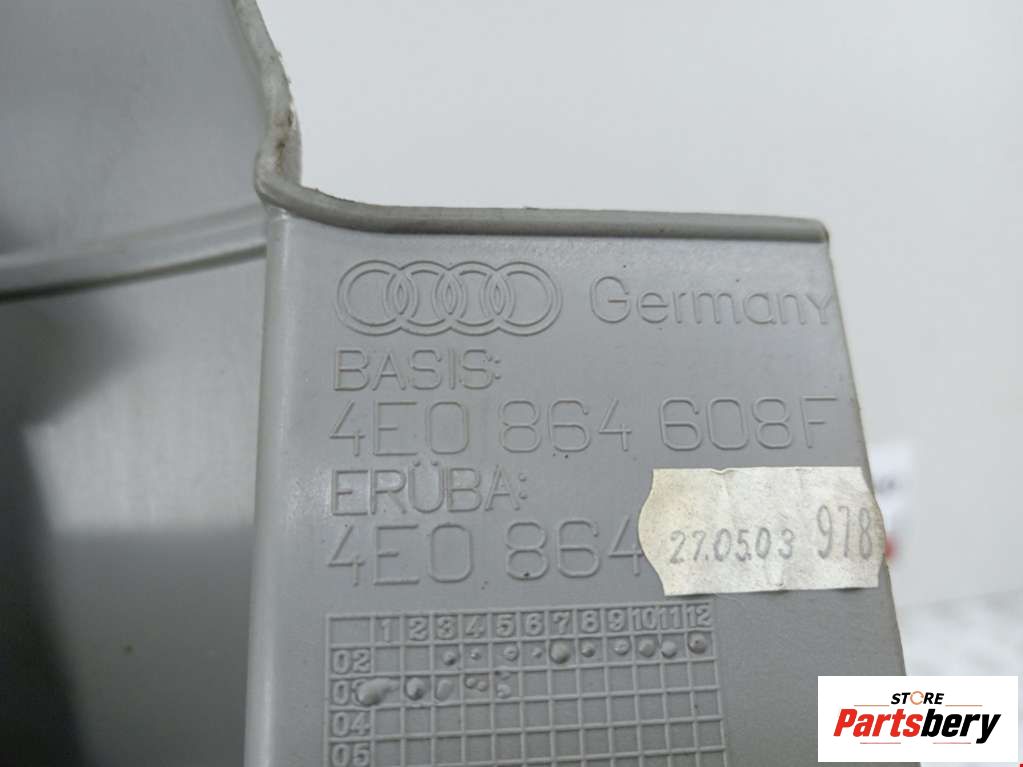 Germany
BASIS:
4E0 864 608F
ERÜBA:
4E0 864
27.05.03 978
1 2 3 4 5 6 7 8 9 10 11 12
02
03
04
05
STORE
Partsbery